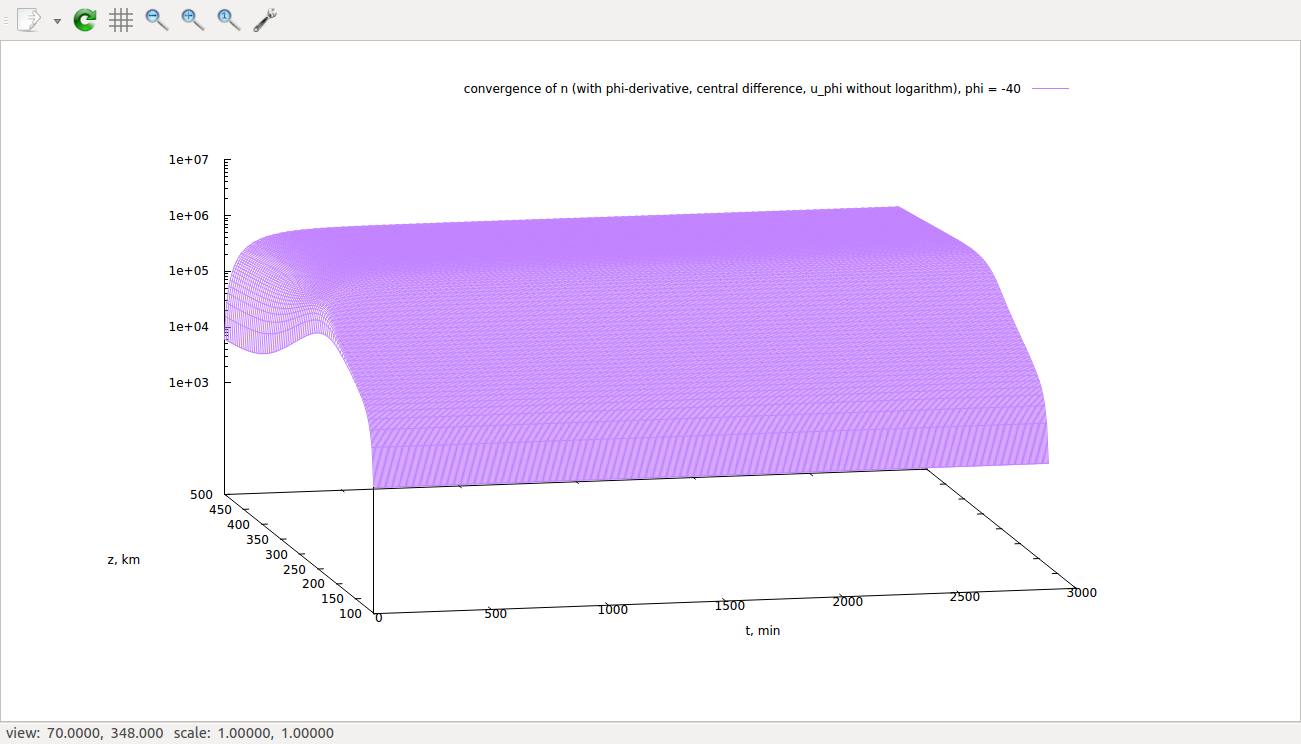 convergence of n (with phi-derivative, central difference, u_phi without logarithm), phi = -40
1e+07
1e+06
1e+05
1e+04
1e+03
500
450
400
350
300
250
200
150
100
z, km
0
500
1000
1500
2000
2500
3000
t, min
view: 70.0000, 348.000 scale: 1.00000, 1.00000